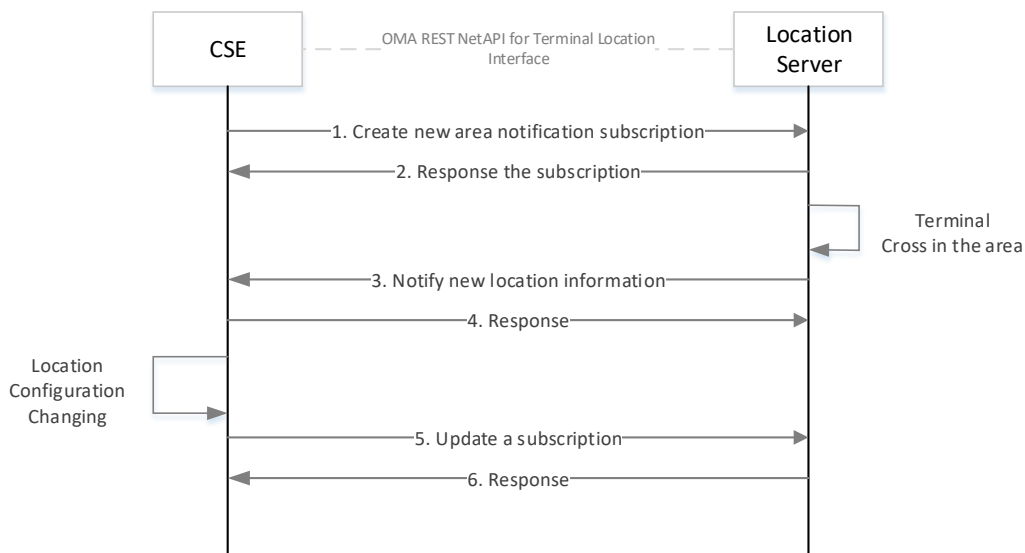 CSE
OMA REST NetAPI for Terminal Location
Interface
Location
Server
1. Create new area notification subscription
2. Response the subscription
Terminal
Cross in the area
3. Notify new location information
4. Response
Location
Configuration
Changing
5. Update a subscription
6. Response